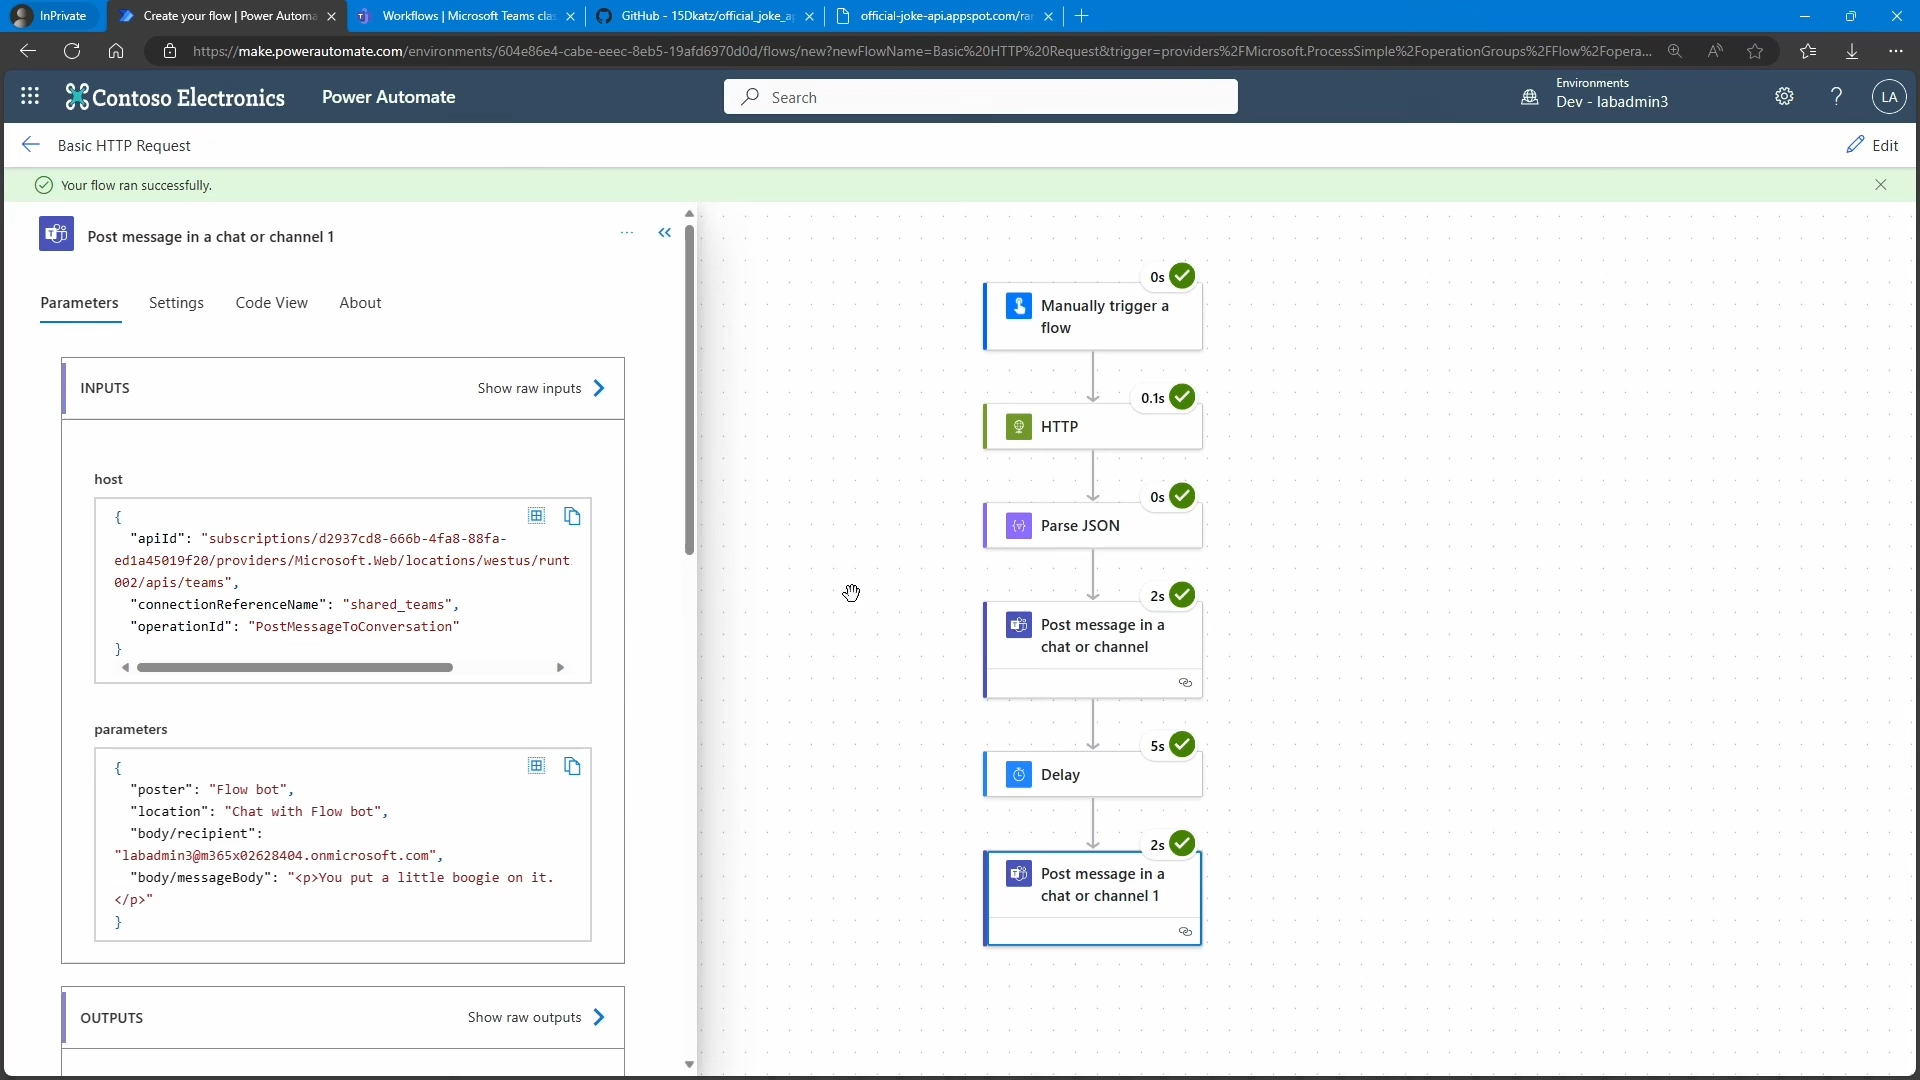 InPrivate
Create your flow | Power Automa
Workflows | Microsoft Teams clas
GitHub - 15Dkatz/official_joke_a
official-joke-api.appspot.com/rar
https://make.powerautomate.com/environments/604e86e4-cabe-eeec-8eb5-19afd6970d0d/flows/new?newFlowName=Basic%20HTTP%20Request&trigger=providers%2FMicrosoft.ProcessSimple%2FoperationGroups%2FFlow%2Fopera...
Contoso Electronics
Power Automate
Search
Environments
Dev - labadmin3
LA
Basic HTTP Request
Edit
Your flow ran successfully.
Post message in a chat or channel 1
Parameters
Settings
Code View
About
INPUTS
Show raw inputs
host
{
"apiId": "subscriptions/d2937cd8-666b-4fa8-88fa-
ed1a45019f20/providers/Microsoft.Web/locations/westus/runt
002/apis/teams",
"connectionReferenceName": "shared_teams",
"operationId": "PostMessageToConversation"
}
parameters
{
"poster": "Flow bot",
"location": "Chat with Flow bot",
"body/recipient":
"labadmin3@m365x02628404.onmicrosoft.com",
"body/messageBody": "<p>You put a little boogie on it.
</p>"
}
OUTPUTS
Show raw outputs
0s
Manually trigger a
flow
0.1s
HTTP
0s
Parse JSON
2s
Post message in a
chat or channel
5s
Delay
2s
Post message in a
chat or channel 1